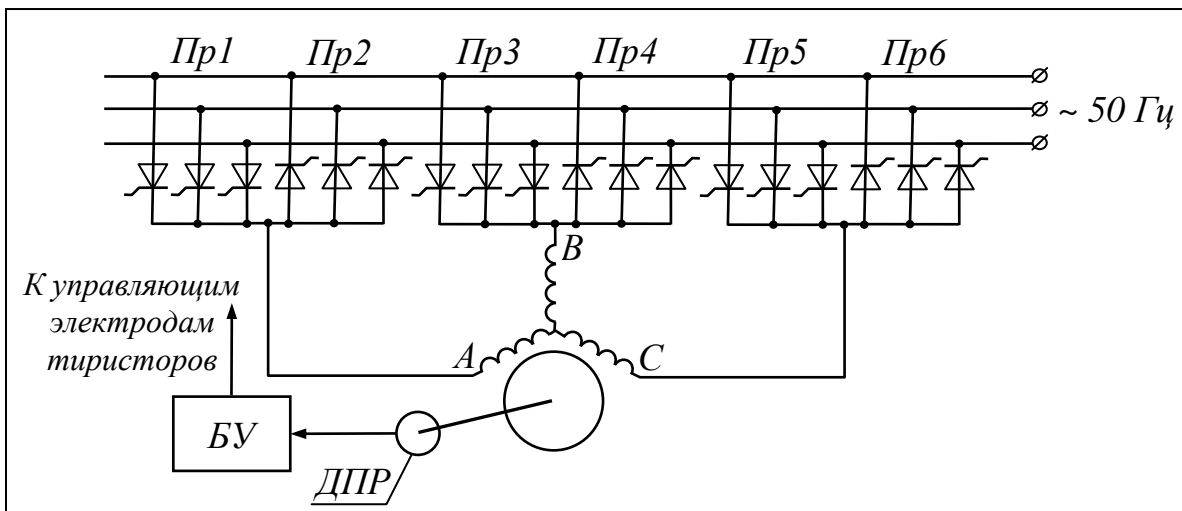 Пр1 Пр2 Пр3 Пр4 Пр5 Пр6
~ 50 Гц
В
К управляющим
электродам
тиристоров
А
С
БУ
ДПР